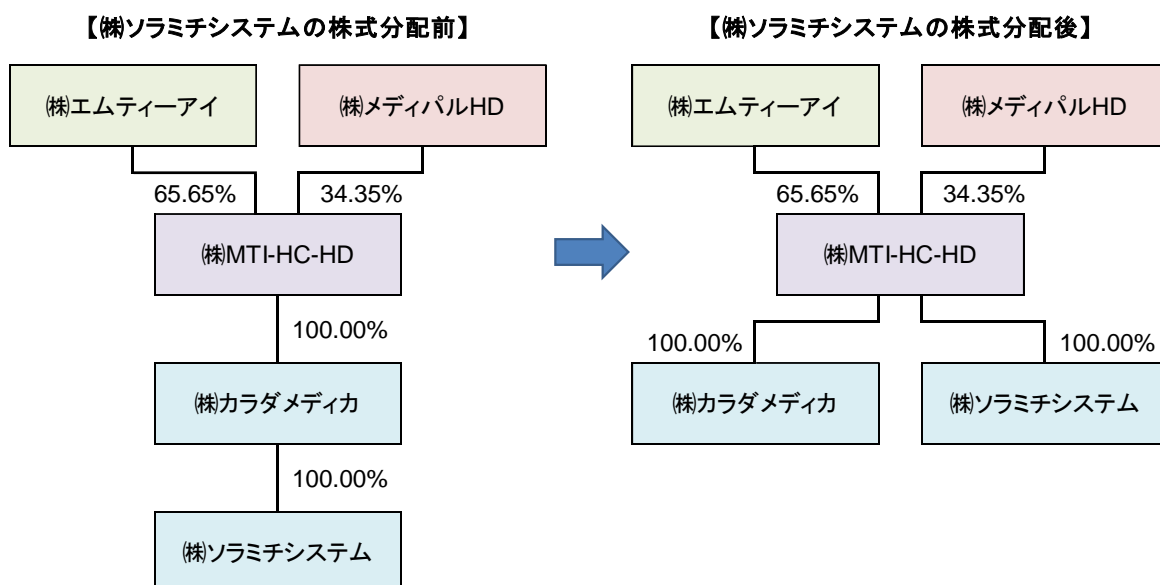 【㈱ソラミチシステムの株式分配前】
㈱エムティーアイ
㈱メディパルHD
65.65%
34.35%
㈱MTI-HC-HD
100.00%
㈱カラダメディカ
100.00%
㈱ソラミチシステム
【㈱ソラミチシステムの株式分配後】
㈱エムティーアイ
㈱メディパルHD
65.65%
34.35%
㈱MTI-HC-HD
100.00%
100.00%
㈱カラダメディカ
㈱ソラミチシステム